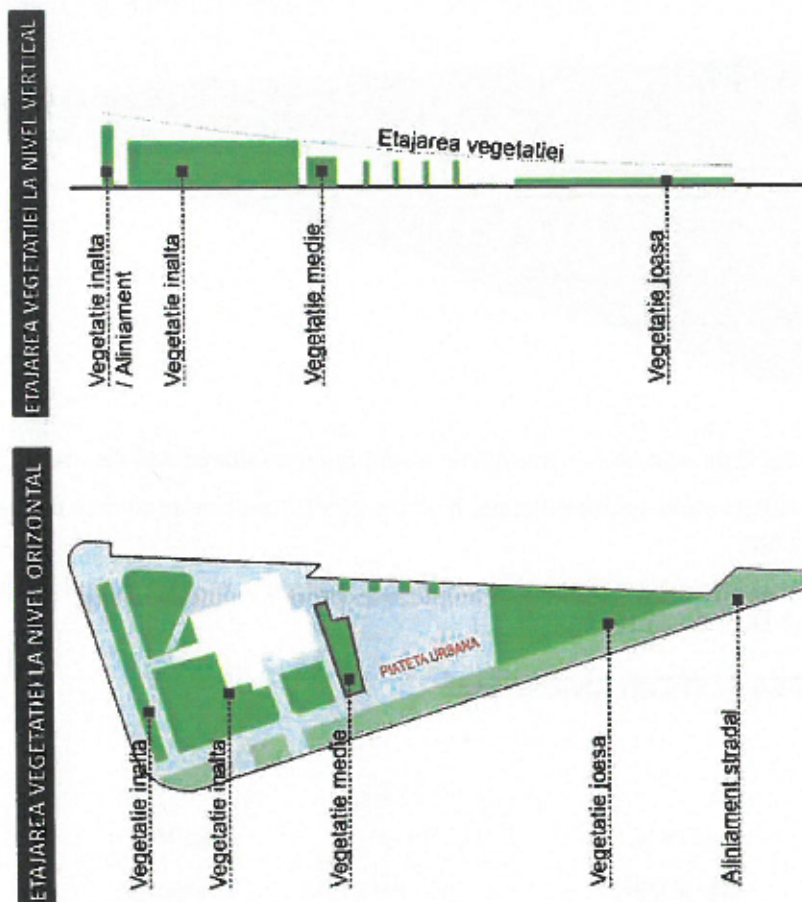 ETAJAREA VEGETATIEI LA NIVEL VERTICAL
Etajarea vegetatiei
Vegetatie inalta
/ Aliniament
Vegetatie inalta
Vegetatie medie
Vegetatie joasa
ETAJAREA VEGETATIEI LA NIVEL ORIZONTAL
PIATETA URBANA
Vegetatie inalta
Vegetatie inalta
Vegetatie medie
Vegetatie joasa
Aliniament stradal